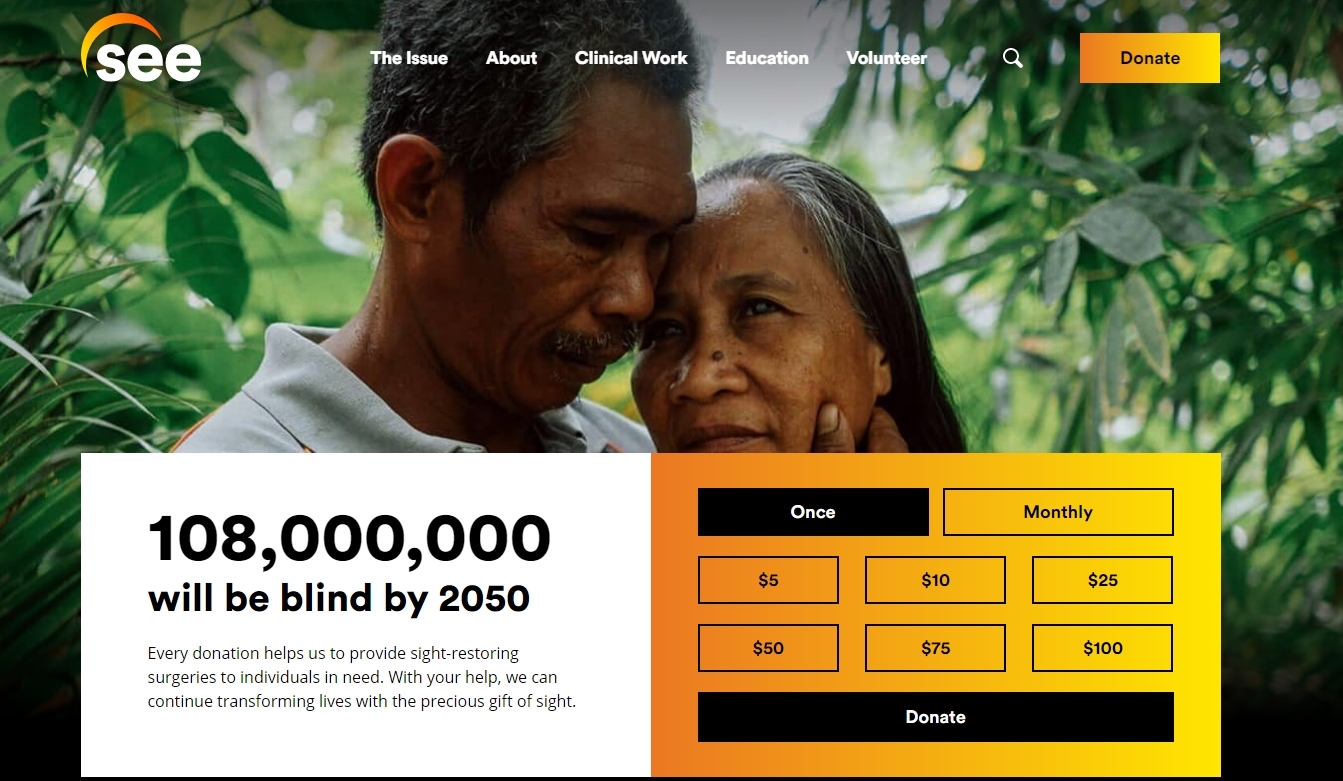 see
The Issue
About
Clinical Work
Education
Volunteer
Donate
108,000,000
will be blind by 2050
Every donation helps us to provide sight-restoring
surgeries to individuals in need. With your help, we can
continue transforming lives with the precious gift of sight.
Once
Monthly
$5
$10
$25
$50
$75
$100
Donate